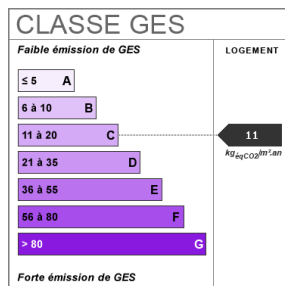 CLASSE GES
Faible émission de GES
LOGEMENT
≤ 5 A
6 à 10 B
11 à 20 C
11
kgéqCO2/m².an
21 à 35 D
36 à 55 E
56 à 80 F
> 80 G
Forte émission de GES